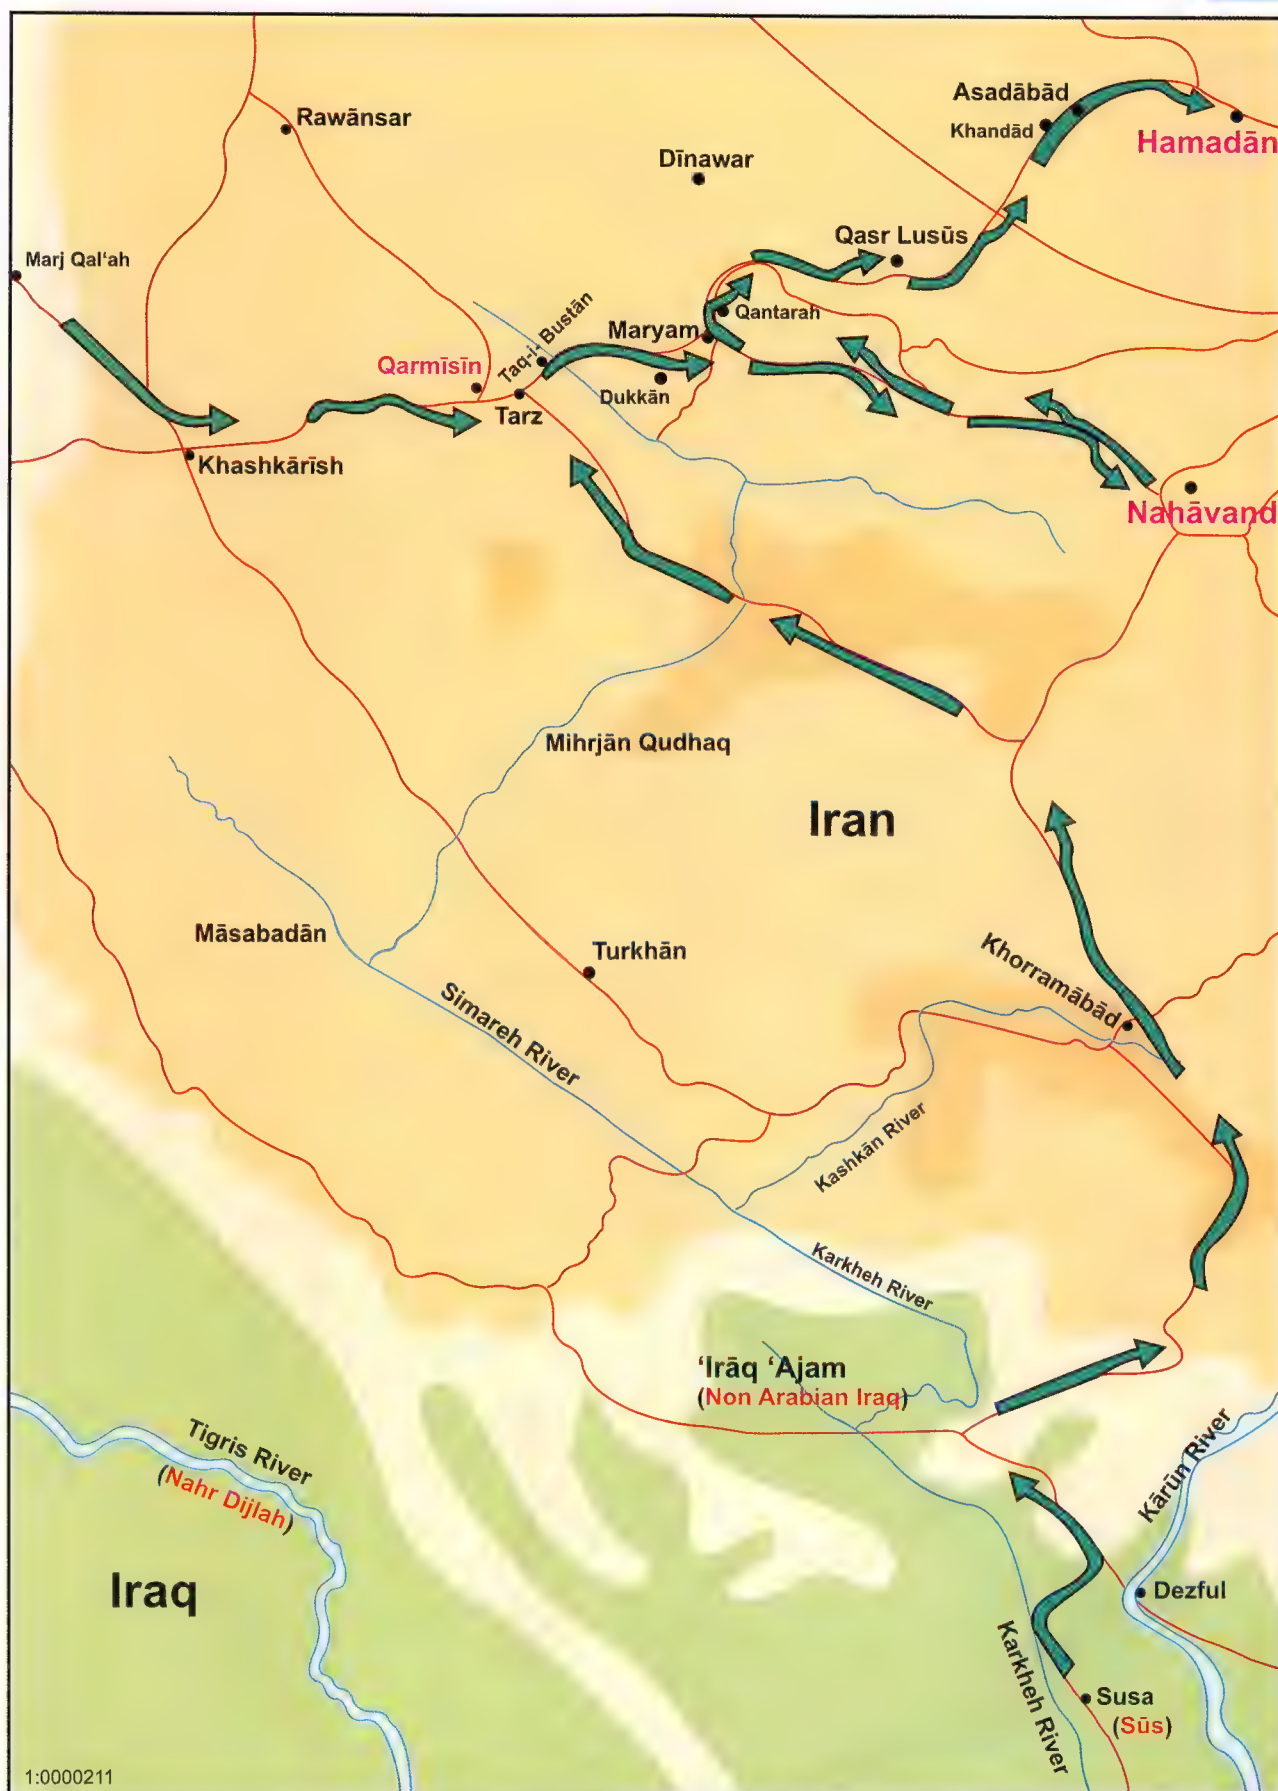 Asadābād
Rawānsar
Khandād
Hamadān
Dīnawar
Qasr Lusūs
Marj Qal‘ah
Qantarah
Taq-i- Bustān
Maryam
Qarmīsīn
Dukkān
Tarz
Khashkārīsh
Nahāvand
Mihrjān Qudhaq
Iran
Māsabadān
Turkhān
Khorramābād
Simareh River
Kashkān River
Karkheh River
‘Irāq ‘Ajam
(Non Arabian Iraq)
Tigris River
(Nahr Dijlah)
Kārūn River
Iraq
Dezful
Karkheh River
Susa
(Sūs)
1:0000211